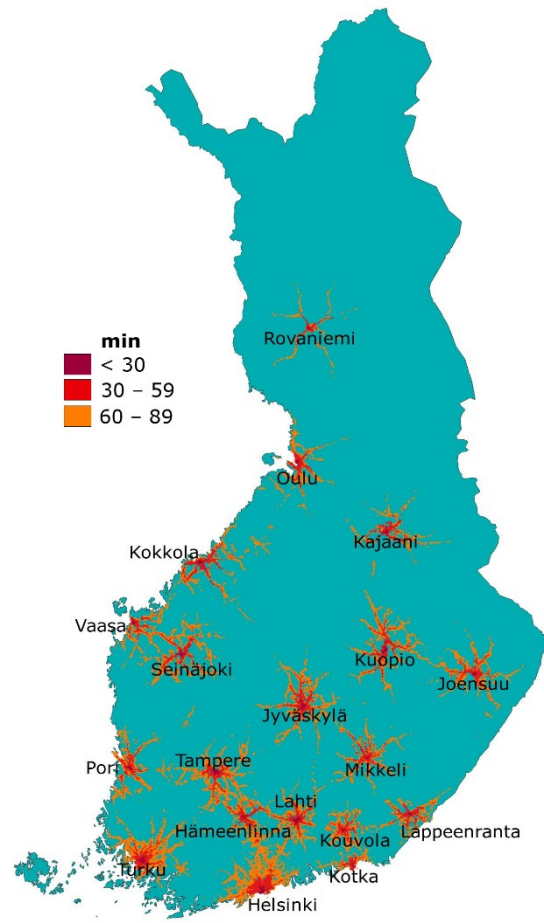 Rovaniemi
min
< 30
30 – 59
60 – 89
Oulu
Kajaani
Kokkola
Vaasa
Seinäjoki
Kuopio
Joensuu
Jyväskylä
Pori
Tampere
Mikkeli
Lahti
Hämeenlinna
Kouvola
Lappeenranta
Turku
Kotka
Helsinki